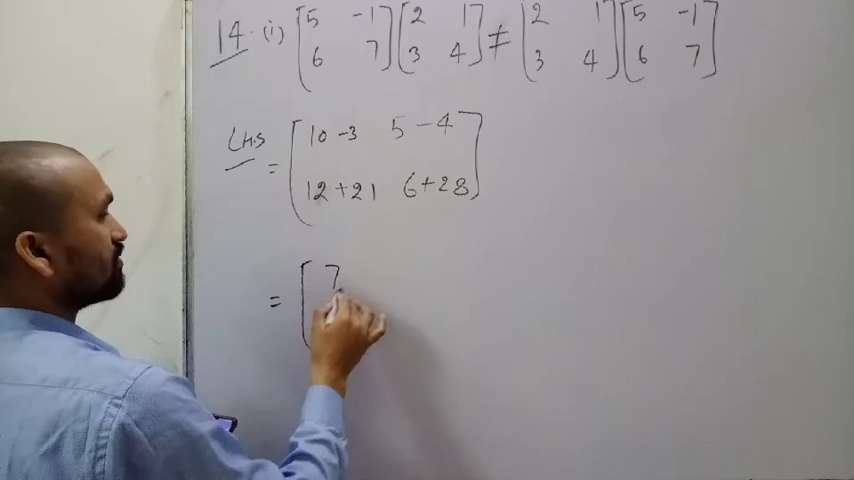 14. (i) [5 -1] [2 1] ≠ [2 1] [5 -1]
[6 7] [3 4] [3 4] [6 7]
LHS
= [10 -3 5 -4]
[12 +21 6+28]
= [7